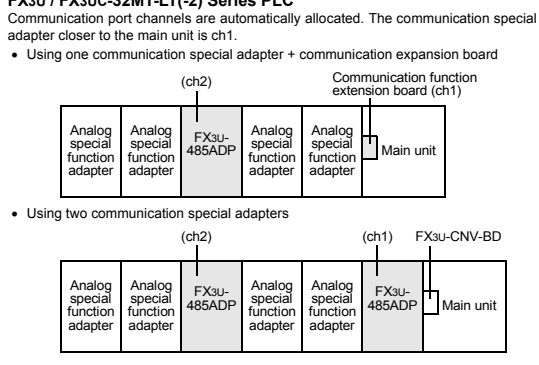 FX3U / FX3UC-32MT-LT(-2) Series PLC
Communication port channels are automatically allocated. The communication special
adapter closer to the main unit is ch1.
• Using one communication special adapter + communication expansion board
(ch2)
Communication function
extension board (ch1)
Analog
special
function
adapter
Analog
special
function
adapter
FX3U-
485ADP
Analog
special
function
adapter
Analog
special
function
adapter
Main unit
• Using two communication special adapters
(ch2)
(ch1)
FX3U-CNV-BD
Analog
special
function
adapter
Analog
special
function
adapter
FX3U-
485ADP
Analog
special
function
adapter
Analog
special
function
adapter
FX3U-
485ADP
Main unit